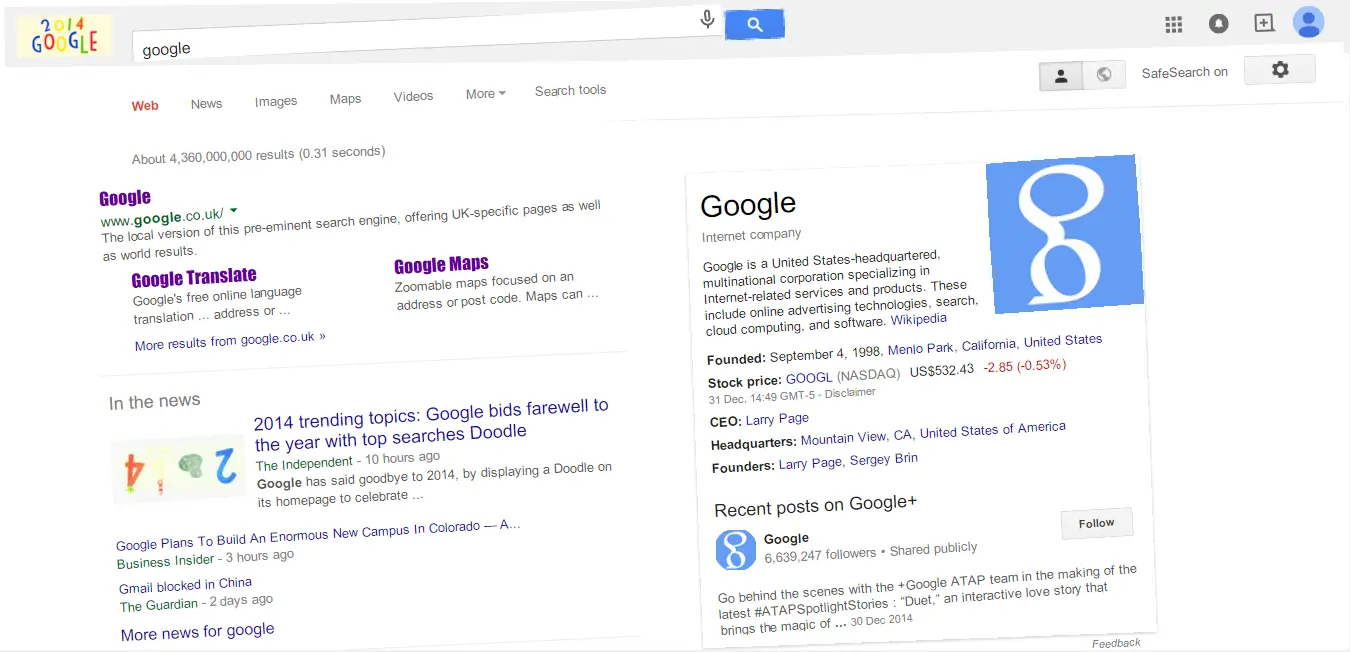 2014
GOOGLE
google
Web News Images Maps Videos More Search tools
SafeSearch on
About 4,360,000,000 results (0.31 seconds)
Google
www.google.co.uk/
The local version of this pre-eminent search engine, offering UK-specific pages as well
as world results.
Google Translate
Google's free online language
translation ... address or ...
Google Maps
Zoomable maps focused on an
address or post code. Maps can ...
More results from google.co.uk »
In the news
2014
2014 trending topics: Google bids farewell to
the year with top searches Doodle
The Independent - 10 hours ago
Google has said goodbye to 2014, by displaying a Doodle on
its homepage to celebrate ...
Google Plans To Build An Enormous New Campus In Colorado — A...
Business Insider - 3 hours ago
Gmail blocked in China
The Guardian - 2 days ago
More news for google
Google
Internet company
Google is a United States-headquartered,
multinational corporation specializing in
Internet-related services and products. These
include online advertising technologies, search,
cloud computing, and software. Wikipedia
Founded: September 4, 1998, Menlo Park, California, United States
Stock price: GOOGL (NASDAQ) US$532.43 -2.85 (-0.53%)
31 Dec, 14:49 GMT-5 - Disclaimer
CEO: Larry Page
Headquarters: Mountain View, CA, United States of America
Founders: Larry Page, Sergey Brin
Recent posts on Google+
Google
6,639,247 followers • Shared publicly
Follow
Go behind the scenes with the +Google ATAP team in the making of the
latest #ATAPSpotlightStories : “Duet,” an interactive love story that
brings the magic of ... 30 Dec 2014
Feedback